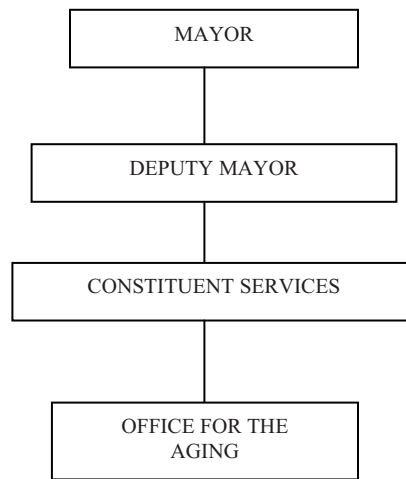 MAYOR
DEPUTY MAYOR
CONSTITUENT SERVICES
OFFICE FOR THE
AGING